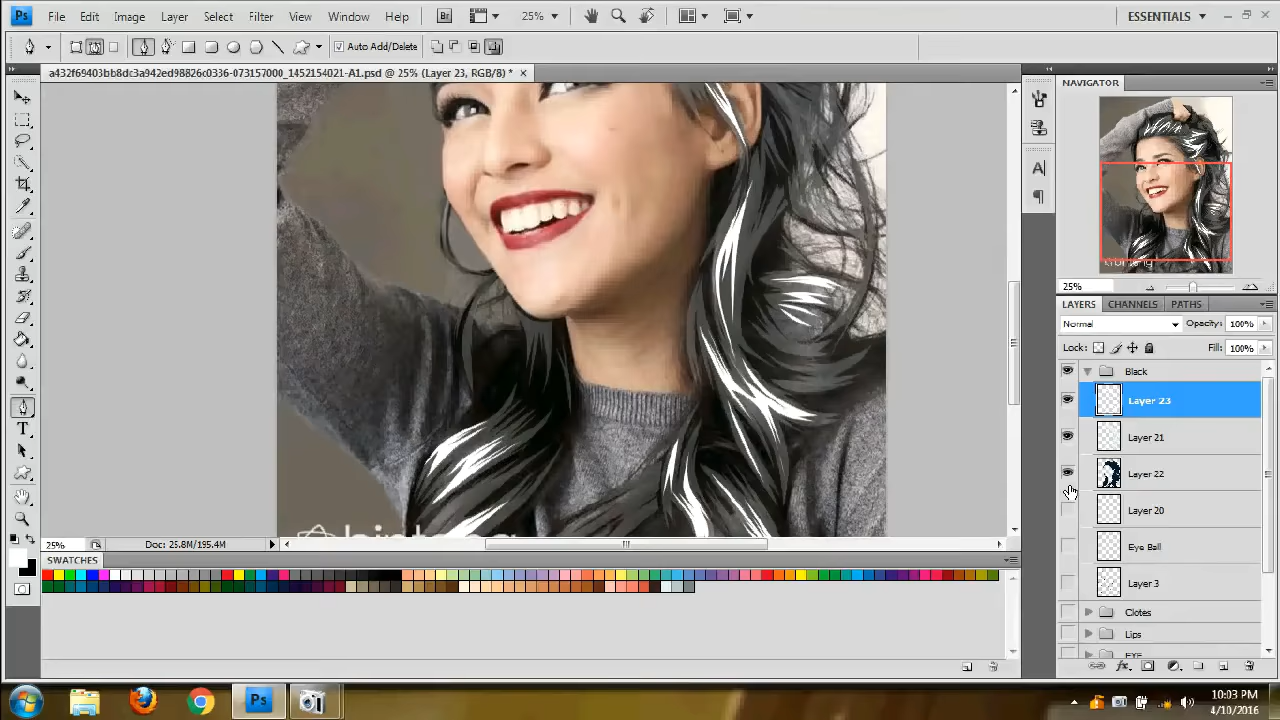 Ps File Edit Image Layer Select Filter View Window Help Br 25% ESSENTIALS
Auto Add/Delete
a432f69403bb8dc3a942ed98826c0336-073157000_1452154021-A1.psd @ 25% (Layer 23, RGB/8) *
NAVIGATOR
25%
LAYERS CHANNELS PATHS
Normal Opacity: 100%
Lock: Fill: 100%
Black
Layer 23
Layer 21
Layer 22
Layer 20
Eye Ball
Layer 3
Clotes
Lips
EYE
25% Doc: 25.8M/195.4M
SWATCHES
Ps
10:03 PM
4/10/2016